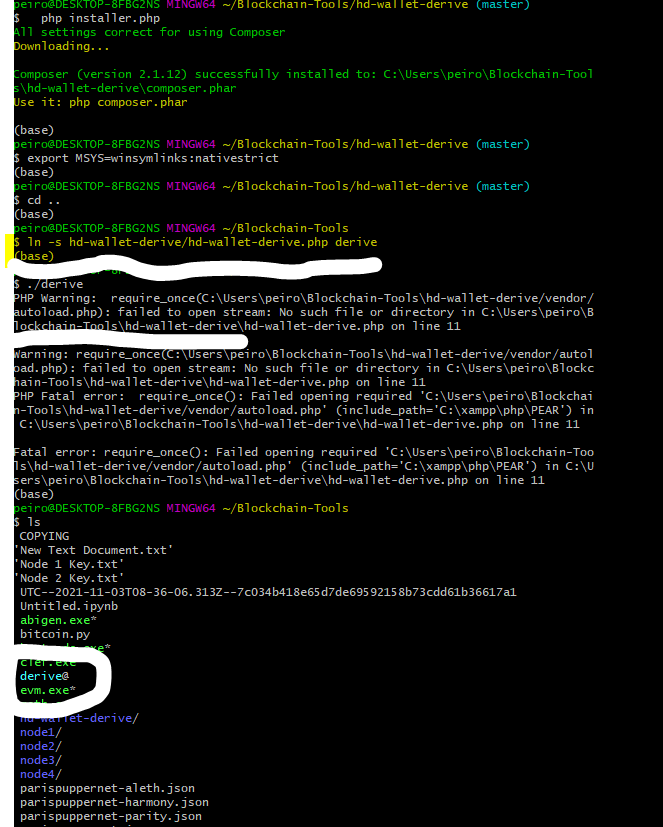 peiro@DESKTOP-8FBG2NS MINGW64 ~/Blockchain-Tools/hd-wallet-derive (master)
$   php installer.php
All settings correct for using Composer
Downloading...
Composer (version 2.1.12) successfully installed to: C:\Users\peiro\Blockchain-Tool
s\hd-wallet-derive\composer.phar
Use it: php composer.phar
(base)
peiro@DESKTOP-8FBG2NS MINGW64 ~/Blockchain-Tools/hd-wallet-derive (master)
$ export MSYS=winsymlinks:nativestrict
(base)
peiro@DESKTOP-8FBG2NS MINGW64 ~/Blockchain-Tools/hd-wallet-derive (master)
$ cd ..
(base)
peiro@DESKTOP-8FBG2NS MINGW64 ~/Blockchain-Tools
$ ln -s hd-wallet-derive/hd-wallet-derive.php derive
(base)
$ ./derive
PHP Warning:  require_once(C:\Users\peiro\Blockchain-Tools\hd-wallet-derive/vendor/
autoload.php): failed to open stream: No such file or directory in C:\Users\peiro\B
lockchain-Tools\hd-wallet-derive\hd-wallet-derive.php on line 11
Warning: require_once(C:\Users\peiro\Blockchain-Tools\hd-wallet-derive/vendor/autol
oad.php): failed to open stream: No such file or directory in C:\Users\peiro\Blockc
hain-Tools\hd-wallet-derive\hd-wallet-derive.php on line 11
PHP Fatal error:  require_once(): Failed opening required 'C:\Users\peiro\Blockchai
n-Tools\hd-wallet-derive/vendor/autoload.php' (include_path='C:\xampp\php\PEAR') in
 C:\Users\peiro\Blockchain-Tools\hd-wallet-derive\hd-wallet-derive.php on line 11
Fatal error: require_once(): Failed opening required 'C:\Users\peiro\Blockchain-Too
ls\hd-wallet-derive/vendor/autoload.php' (include_path='C:\xampp\php\PEAR') in C:\U
sers\peiro\Blockchain-Tools\hd-wallet-derive\hd-wallet-derive.php on line 11
(base)
peiro@DESKTOP-8FBG2NS MINGW64 ~/Blockchain-Tools
$ ls
COPYING
'New Text Document.txt'
'Node 1 Key.txt'
'Node 2 Key.txt'
UTC--2021-11-03T08-36-06.313Z--7c034b418e65d7de69592158b73cdd61b36617a1
Untitled.ipynb
abigen.exe*
bitcoin.py
clef.exe
derive@
evm.exe*
hd-wallet-derive/
node1/
node2/
node3/
node4/
parispuppernet-aleth.json
parispuppernet-harmony.json
parispuppernet-parity.json